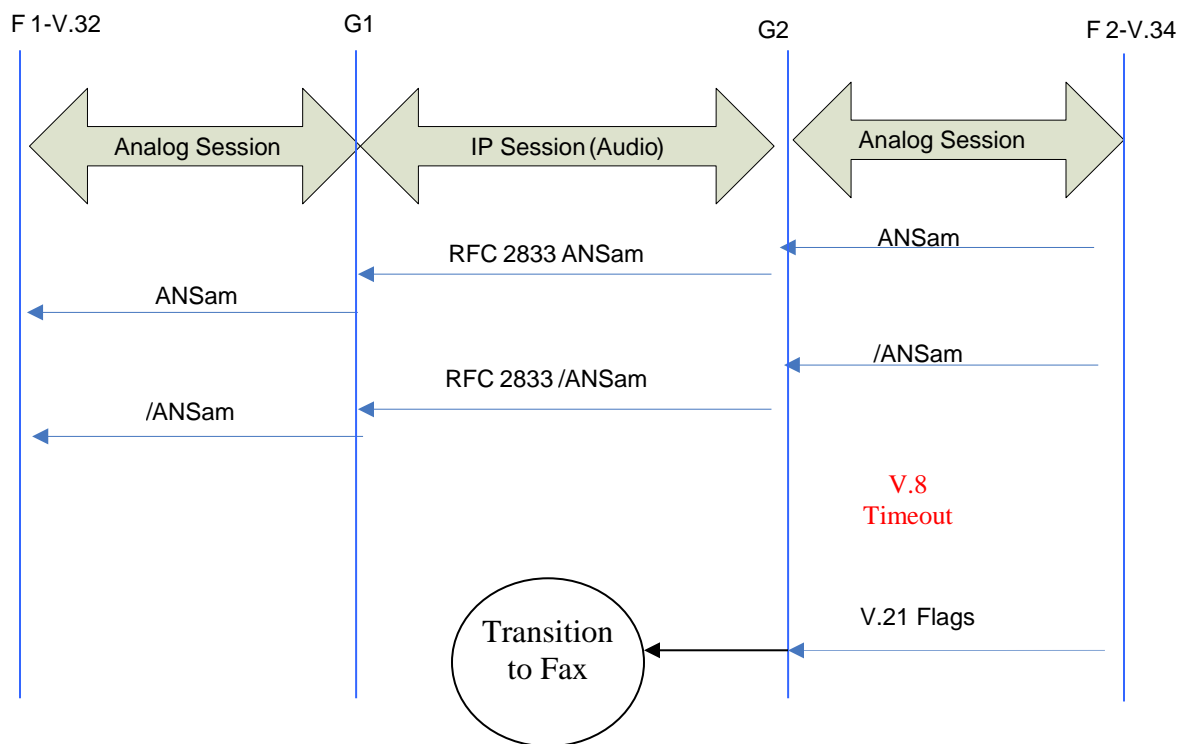 F 1-V.32
G1
G2
F 2-V.34
Analog Session
IP Session (Audio)
Analog Session
ANSam
RFC 2833 ANSam
ANSam
/ANSam
RFC 2833 /ANSam
/ANSam
V.8
Timeout
V.21 Flags
Transition
to Fax